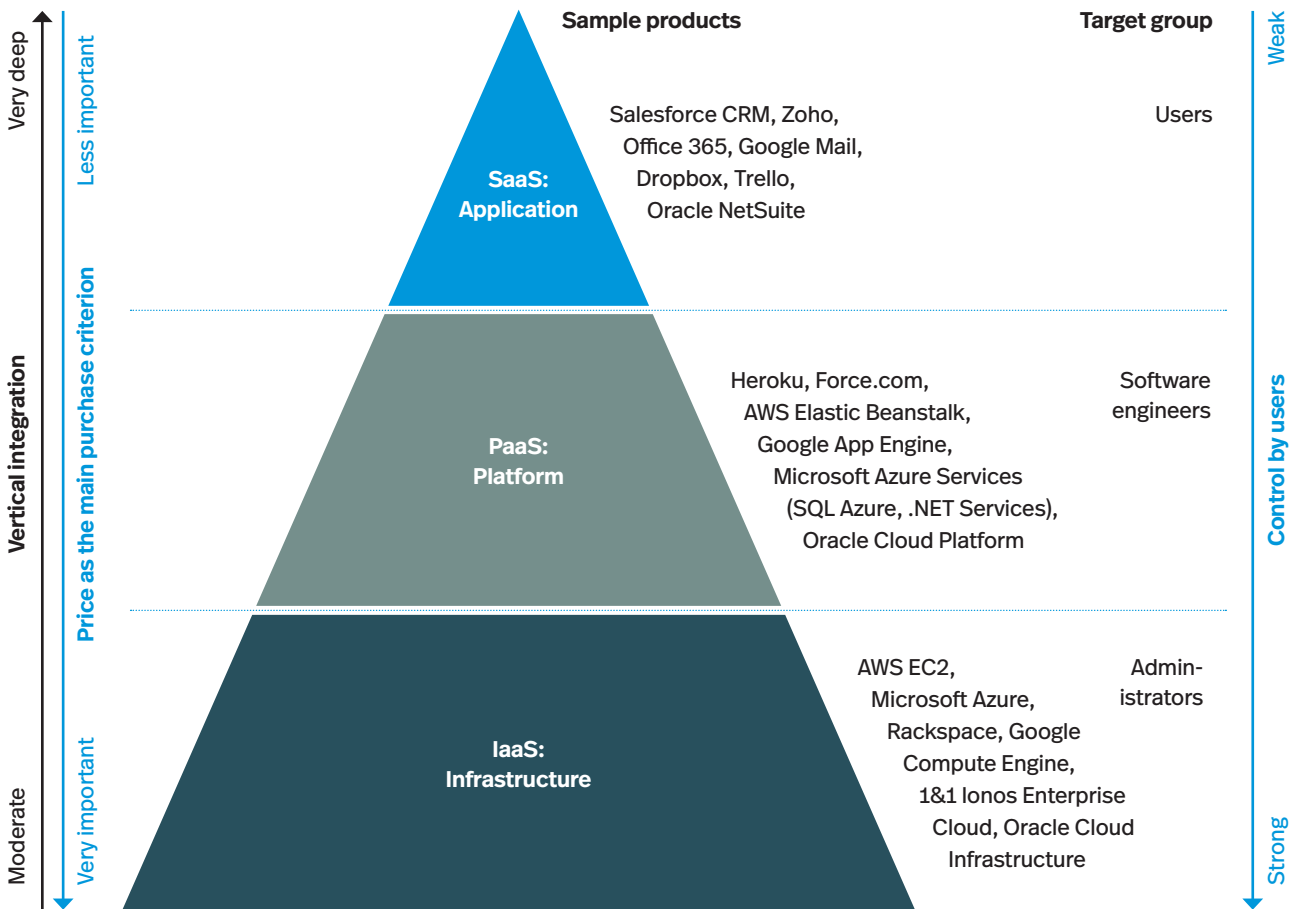 Sample products
Target group
Very deep
Vertical integration
Moderate
Less important
Price as the main purchase criterion
Very important
SaaS:
Application
Salesforce CRM, Zoho,
Office 365, Google Mail,
Dropbox, Trello,
Oracle NetSuite
Users
PaaS:
Platform
Heroku, Force.com,
AWS Elastic Beanstalk,
Google App Engine,
Microsoft Azure Services
(SQL Azure, .NET Services),
Oracle Cloud Platform
Software
engineers
IaaS:
Infrastructure
AWS EC2,
Microsoft Azure,
Rackspace, Google
Compute Engine,
1&1 Ionos Enterprise
Cloud, Oracle Cloud
Infrastructure
Admin-
istrators
Weak
Control by users
Strong